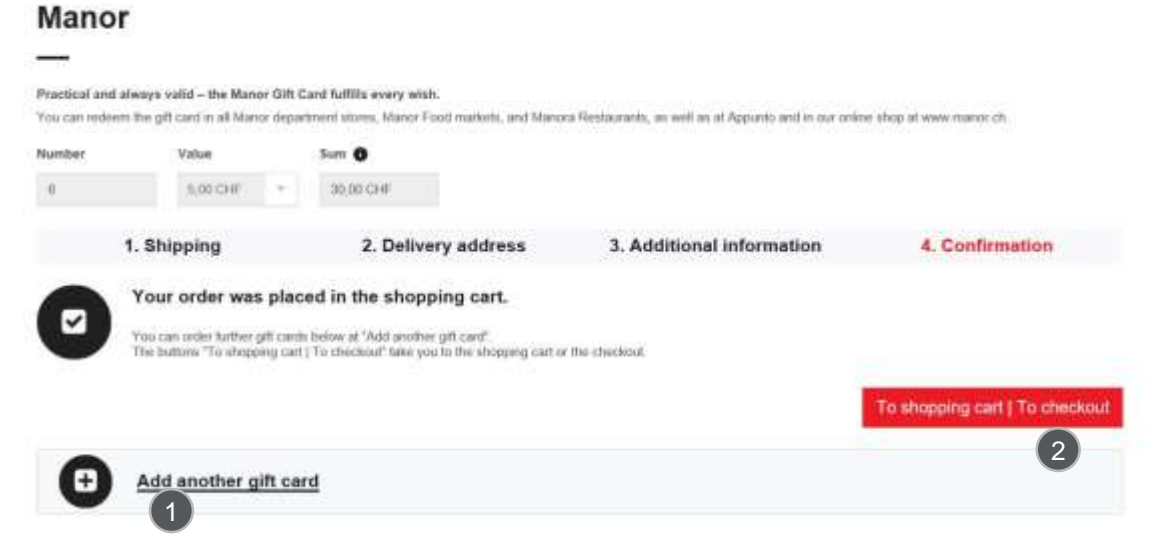 Manor
Practical and always valid – the Manor Gift Card fulfills every wish.
You can redeem the gift card in all Manor department stores, Manor Food markets, and Manora Restaurants, as well as at Appunto and in our online shop at www.manor.ch.
Number Value Sum i
6 5,00 CHF 30,00 CHF
1. Shipping 2. Delivery address 3. Additional information 4. Confirmation
Your order was placed in the shopping cart.
You can order further gift cards below at "Add another gift card".
The buttons "To shopping cart | To checkout" take you to the shopping cart or the checkout.
To shopping cart | To checkout
2
Add another gift card
1